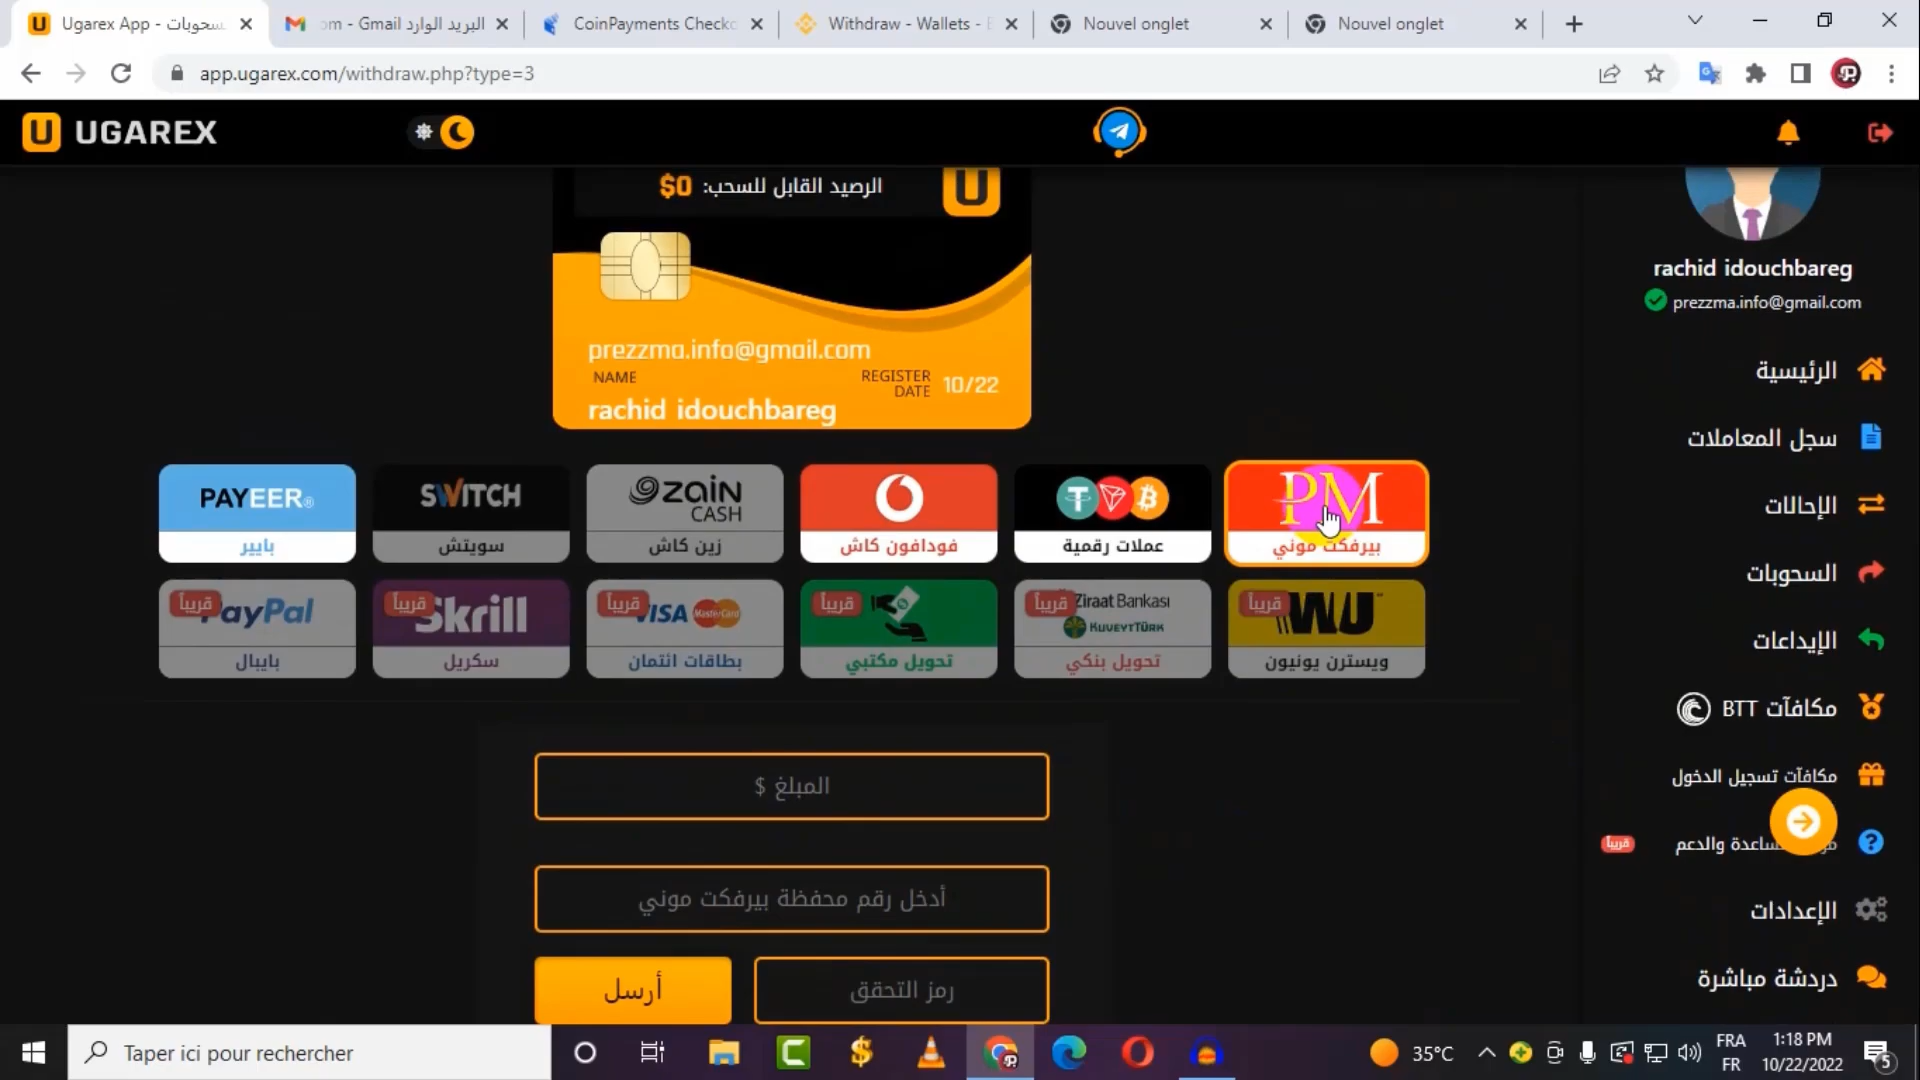 Ugarex App - سحوبات
om - Gmail البريد الوارد
CoinPayments Checko
Withdraw - Wallets -
Nouvel onglet
Nouvel onglet
app.ugarex.com/withdraw.php?type=3
U UGAREX
الرصيد القابل للسحب: $0
U
prezzma.info@gmail.com
NAME
REGISTER DATE 10/22
rachid idouchbareg
rachid idouchbareg
prezzma.info@gmail.com
الرئيسية
سجل المعاملات
الإحالات
السحوبات
الإيداعات
مكافآت BTT
مكافآت تسجيل الدخول
والدعم
قريباً
الإعدادات
دردشة مباشرة
PM
بيرفكت موني
عملات رقمية
فودافون كاش
zain CASH
زين كاش
SWITCH
سويتش
PAYEER®
بايير
قريباً WU
ويسترن يونيون
قريباً Ziraat Bankası
KUVEYT TÜRK
تحويل بنكي
قريباً
تحويل مكتبي
قريباً VISA MasterCard
بطاقات ائتمان
قريباً Skrill
سكريل
قريباً PayPal
بايبال
المبلغ $
أدخل رقم محفظة بيرفكت موني
رمز التحقق
أرسل
Taper ici pour rechercher
35°C
FRA
FR
1:18 PM
10/22/2022
5